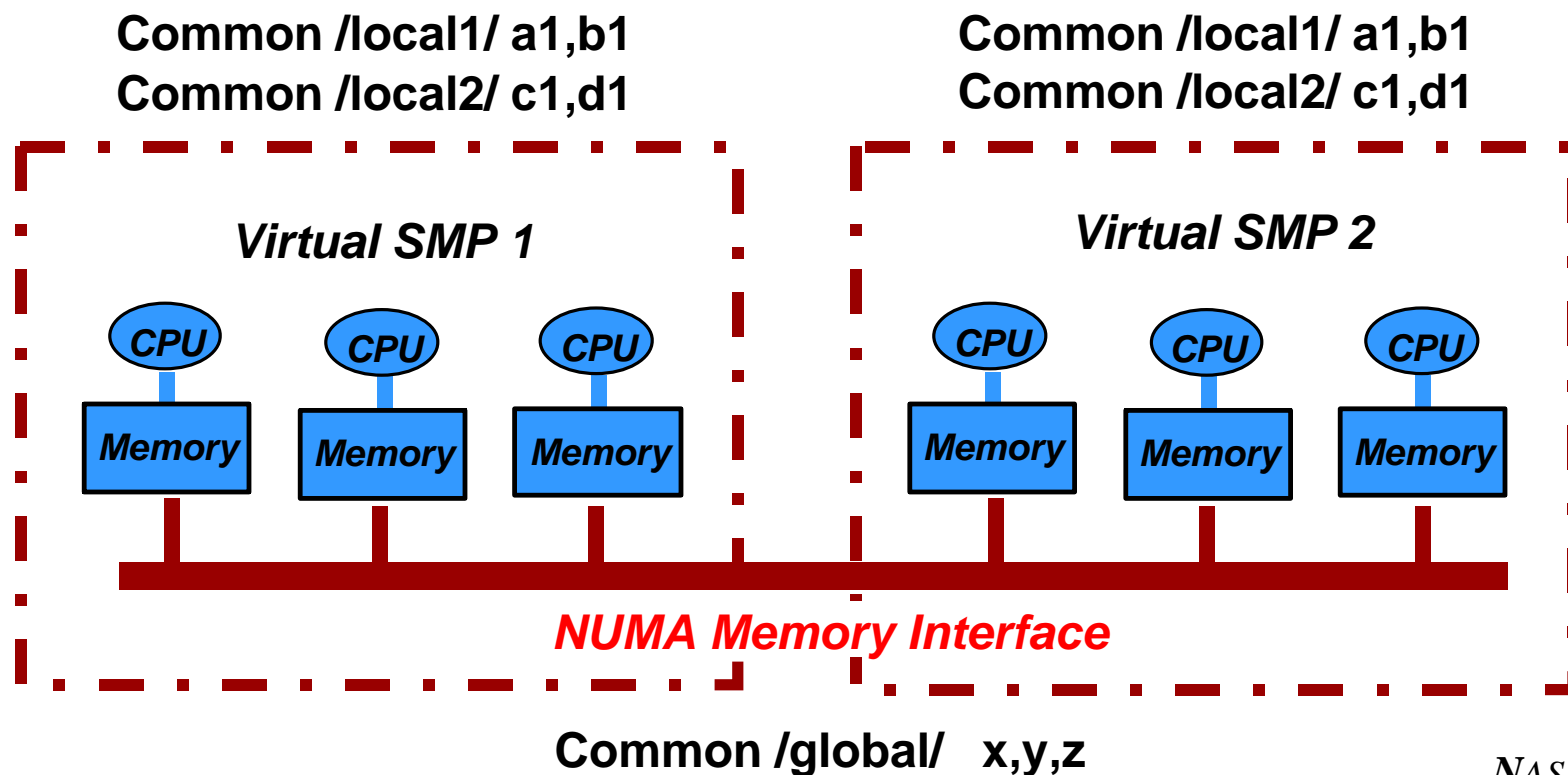 Common /local1/ a1,b1
Common /local2/ c1,d1
Common /local1/ a1,b1
Common /local2/ c1,d1
Virtual SMP 1
Virtual SMP 2
CPU
CPU
CPU
CPU
CPU
CPU
Memory
Memory
Memory
Memory
Memory
Memory
NUMA Memory Interface
Common /global/ x,y,z
NAS